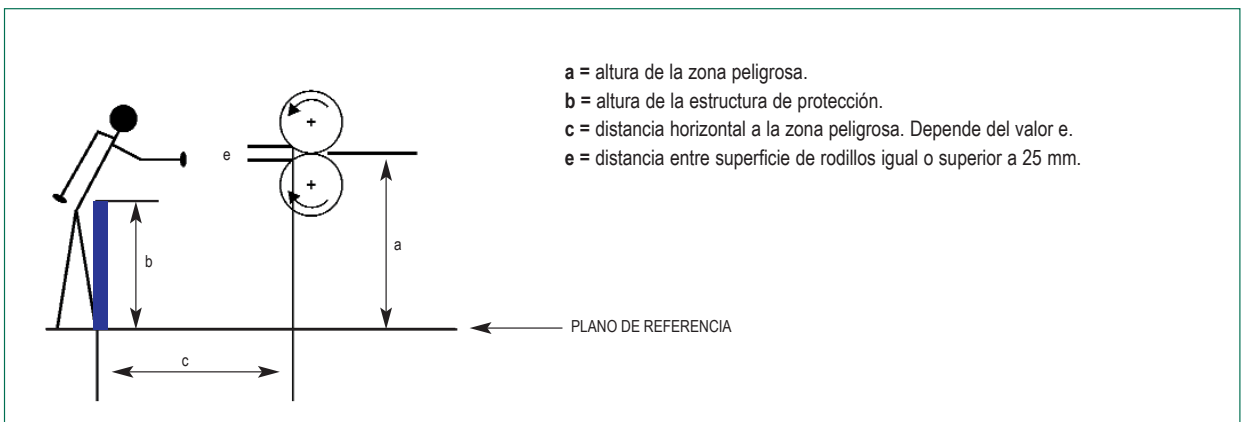 a = altura de la zona peligrosa.
b = altura de la estructura de protección.
c = distancia horizontal a la zona peligrosa. Depende del valor e.
e = distancia entre superficie de rodillos igual o superior a 25 mm.
+
e
+
a
b
PLANO DE REFERENCIA
c